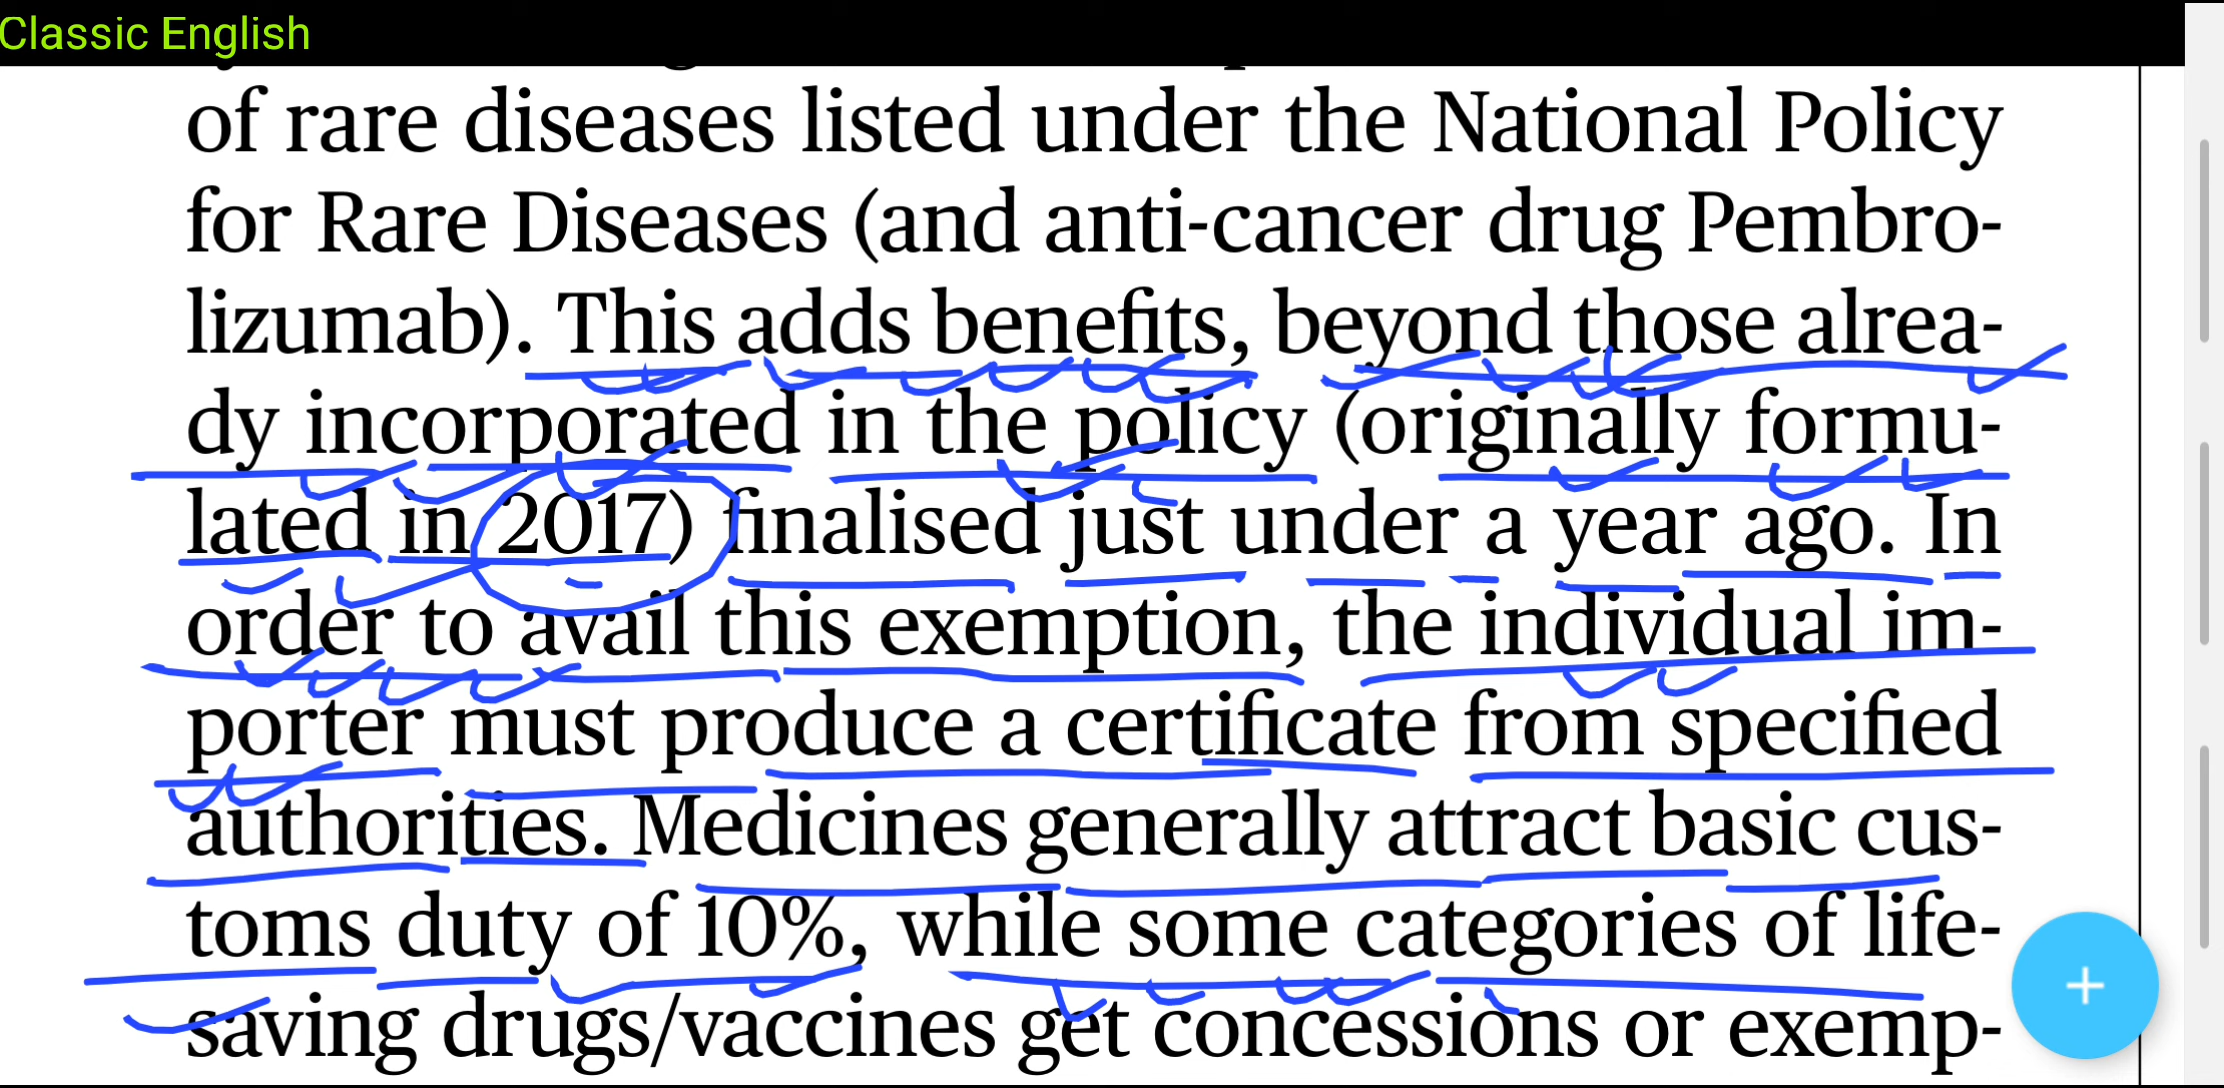 Classic English
of rare diseases listed under the National Policy
for Rare Diseases (and anti-cancer drug Pembro-
lizumab). This adds benefits, beyond those alrea-
dy incorporated in the policy (originally formu-
lated in 2017) finalised just under a year ago. In
order to avail this exemption, the individual im-
porter must produce a certificate from specified
authorities. Medicines generally attract basic cus-
toms duty of 10%, while some categories of life-
saving drugs/vaccines get concessions or exemp-